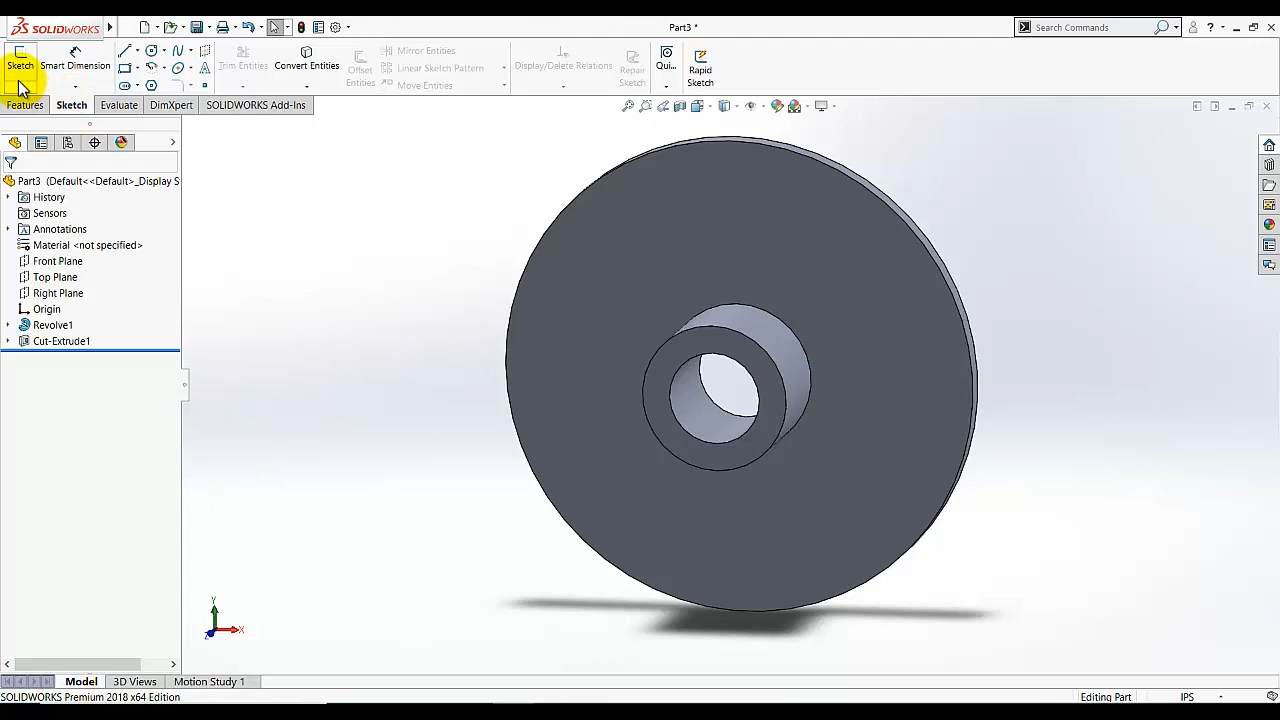 SOLIDWORKS
Part3 *
Search Commands
?
Sketch
Smart Dimension
Trim Entities
Convert Entities
Offset Entities
Mirror Entities
Linear Sketch Pattern
Move Entities
Display/Delete Relations
Repair Sketch
Qui...
Rapid Sketch
Features
Sketch
Evaluate
DimXpert
SOLIDWORKS Add-Ins
Part3 (Default<<Default>_Display S
History
Sensors
Annotations
Material <not specified>
Front Plane
Top Plane
Right Plane
Origin
Revolve1
Cut-Extrude1
Y
X
Z
Model
3D Views
Motion Study 1
SOLIDWORKS Premium 2018 x64 Edition
Editing Part
IPS